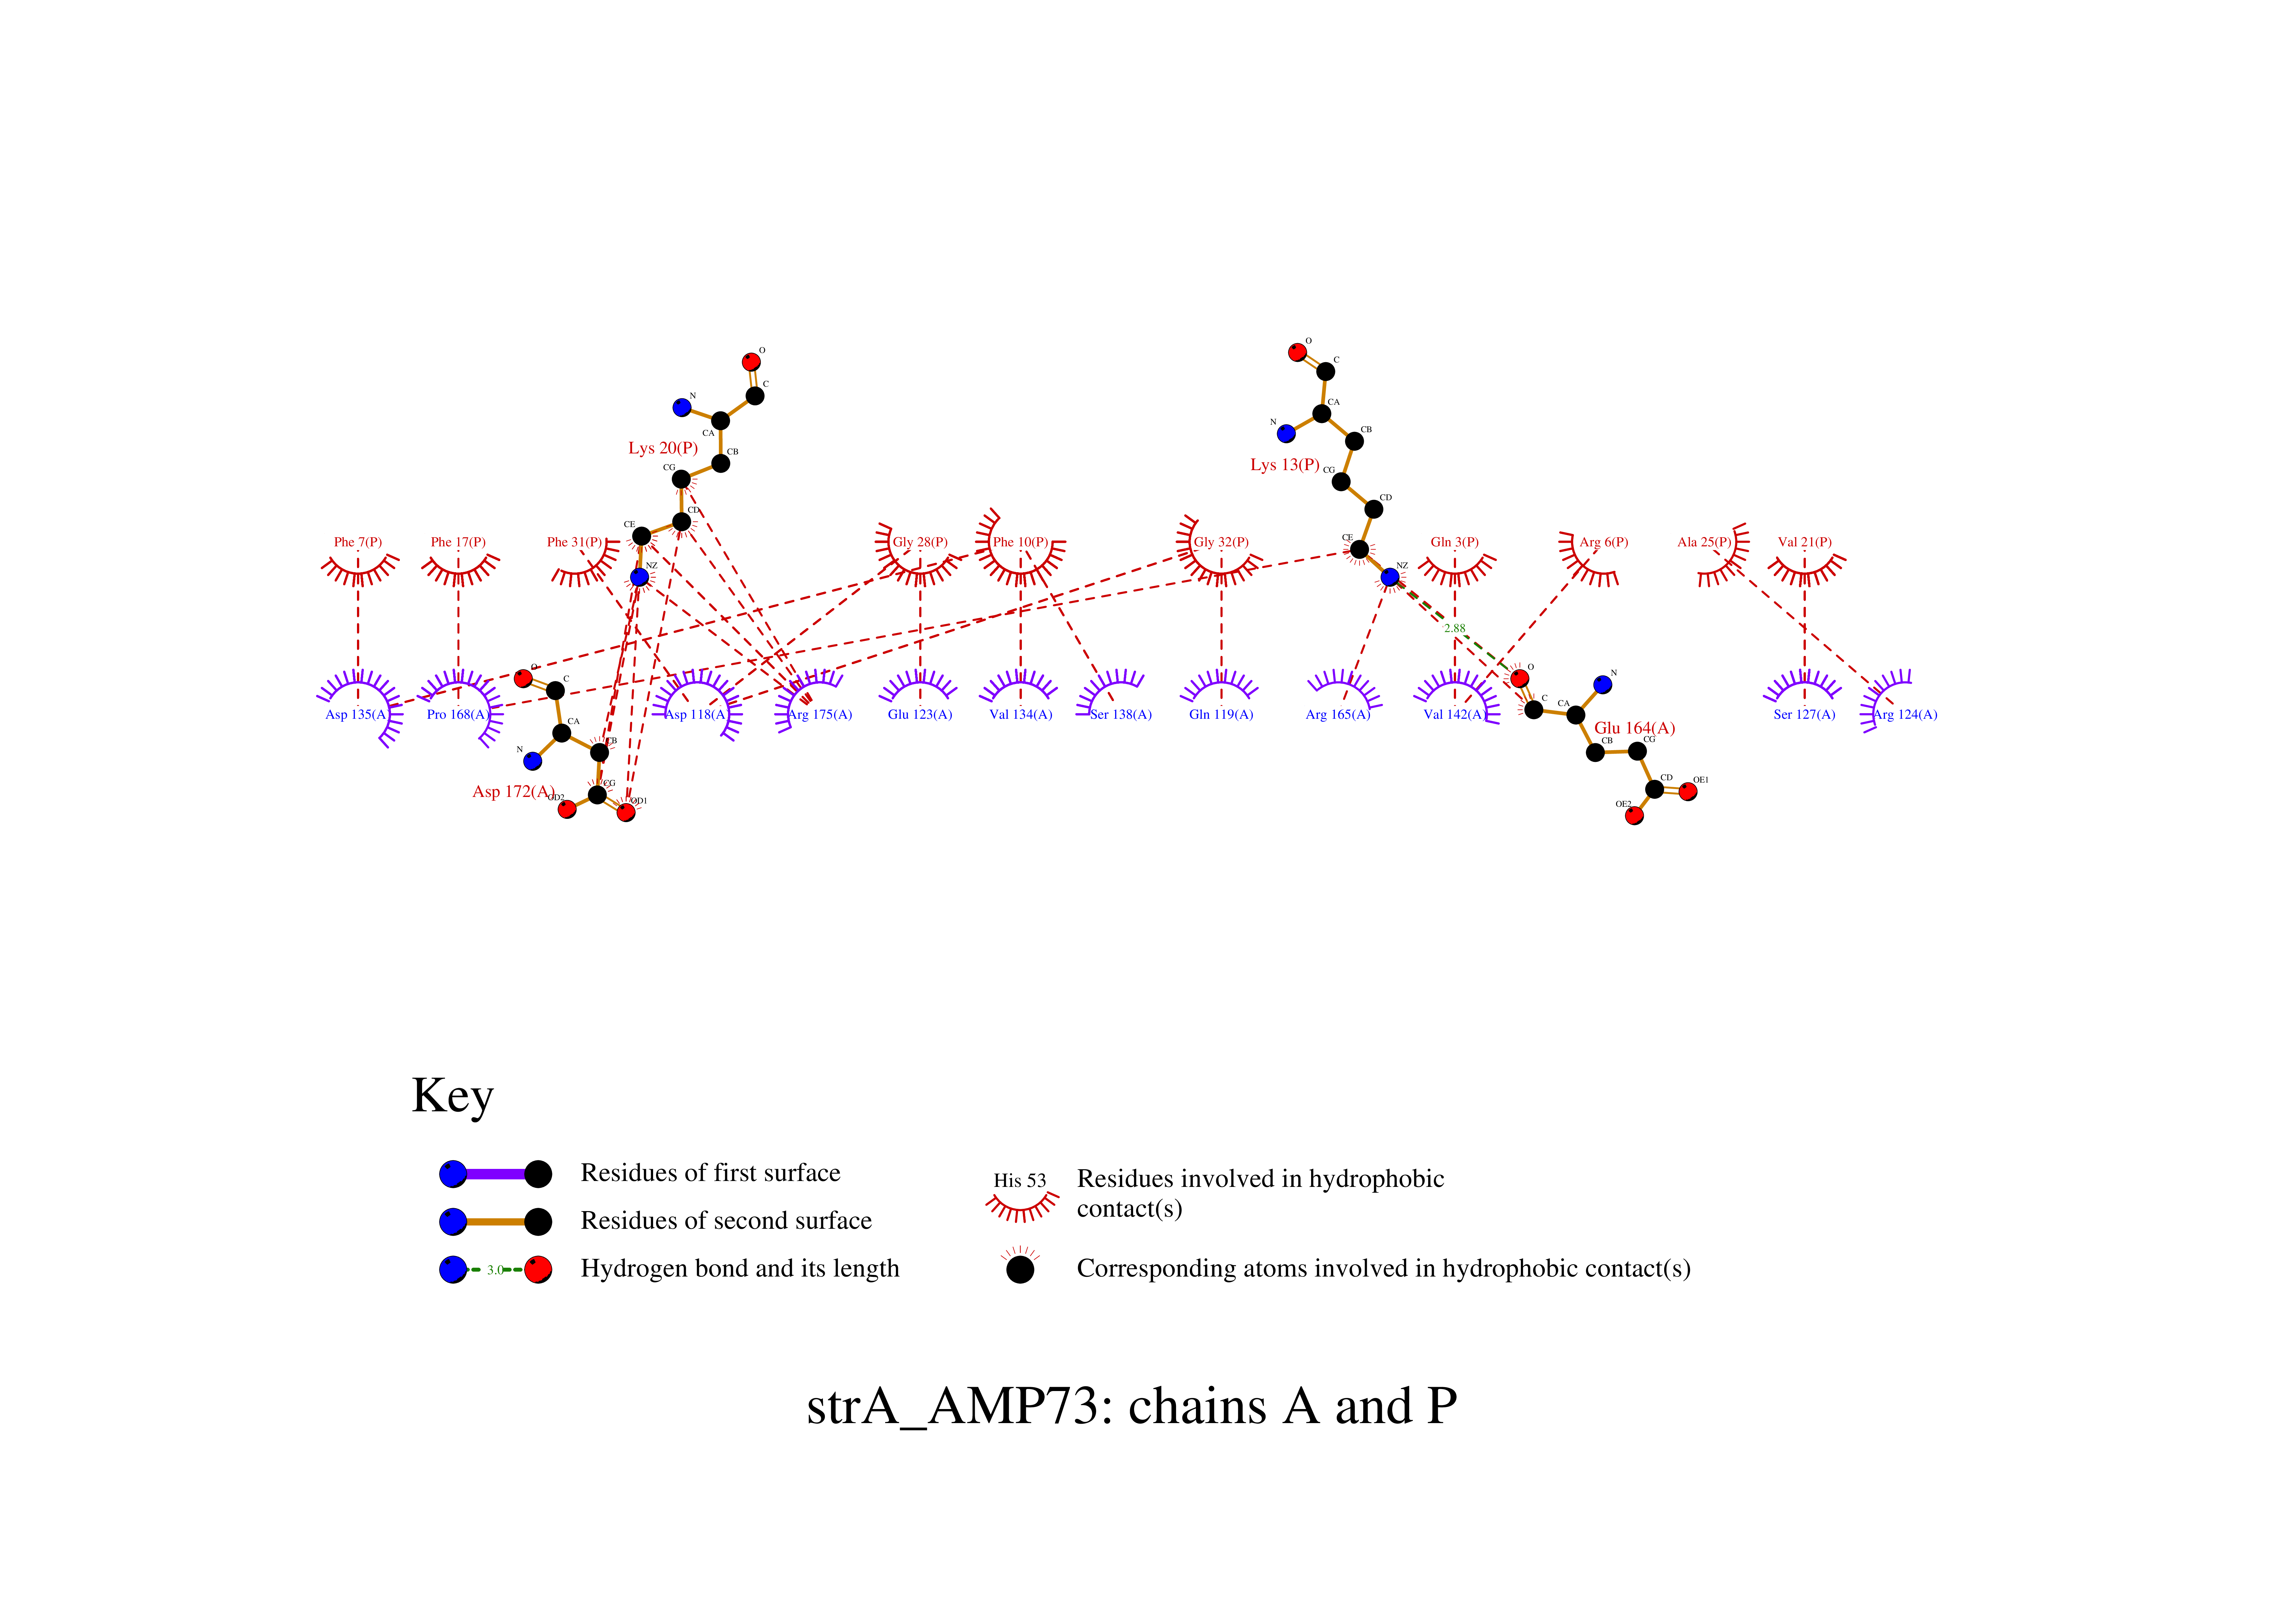 O
C
N
CA
CB
Lys 20(P)
CG
CD
CE
NZ
O
C
CA
N
CB
Lys 13(P)
CG
CD
CE
NZ
Phe 7(P)
Phe 17(P)
Phe 31(P)
Gly 28(P)
Phe 10(P)
Gly 32(P)
Gln 3(P)
Arg 6(P)
Ala 25(P)
Val 21(P)
2.88
Asp 135(A)
Pro 168(A)
Asp 118(A)
Arg 175(A)
Glu 123(A)
Val 134(A)
Ser 138(A)
Gln 119(A)
Arg 165(A)
Val 142(A)
Ser 127(A)
Arg 124(A)
O
C
CA
N
CB
CG
Asp 172(A)
OD2
OD1
O
N
C
CA
Glu 164(A)
CB
CG
CD
OE1
OE2
Key
Residues of first surface
Residues of second surface
3.0
Hydrogen bond and its length
His 53
Residues involved in hydrophobic
contact(s)
Corresponding atoms involved in hydrophobic contact(s)
strA_AMP73: chains A and P